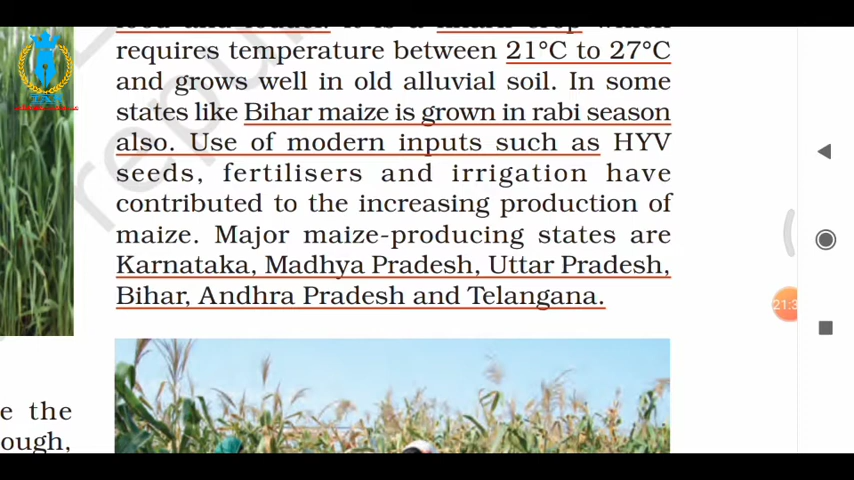 requires temperature between 21°C to 27°C
and grows well in old alluvial soil. In some
states like Bihar maize is grown in rabi season
also. Use of modern inputs such as HYV
seeds, fertilisers and irrigation have
contributed to the increasing production of
maize. Major maize-producing states are
Karnataka, Madhya Pradesh, Uttar Pradesh,
Bihar, Andhra Pradesh and Telangana.
e the
ough,
21:3